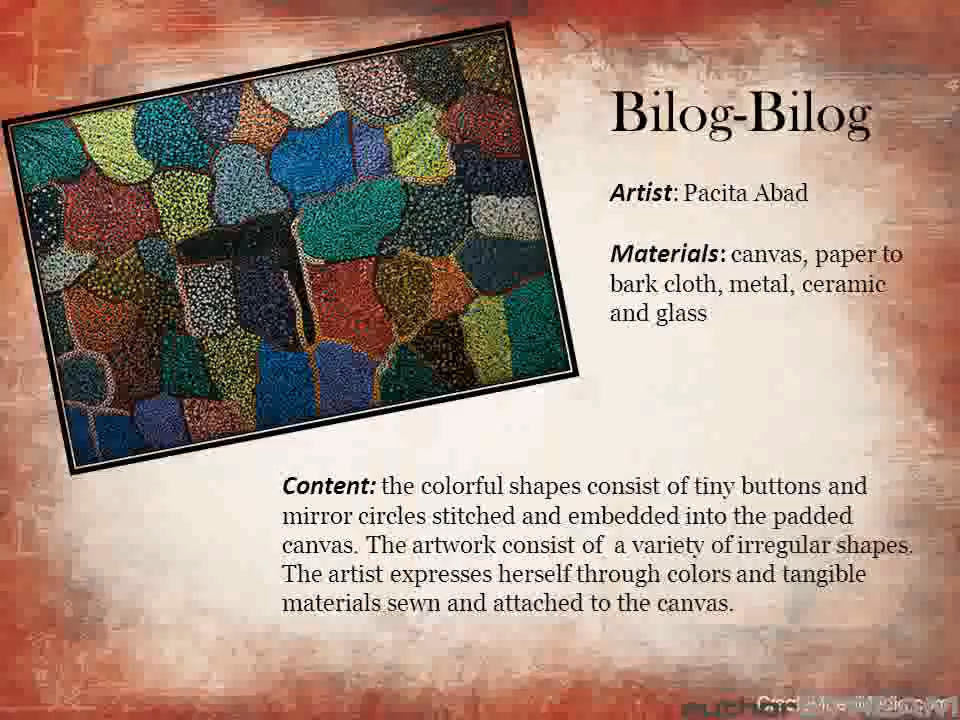 Bilog-Bilog
Artist: Pacita Abad
Materials: canvas, paper to
bark cloth, metal, ceramic
and glass
Content: the colorful shapes consist of tiny buttons and
mirror circles stitched and embedded into the padded
canvas. The artwork consist of a variety of irregular shapes.
The artist expresses herself through colors and tangible
materials sewn and attached to the canvas.